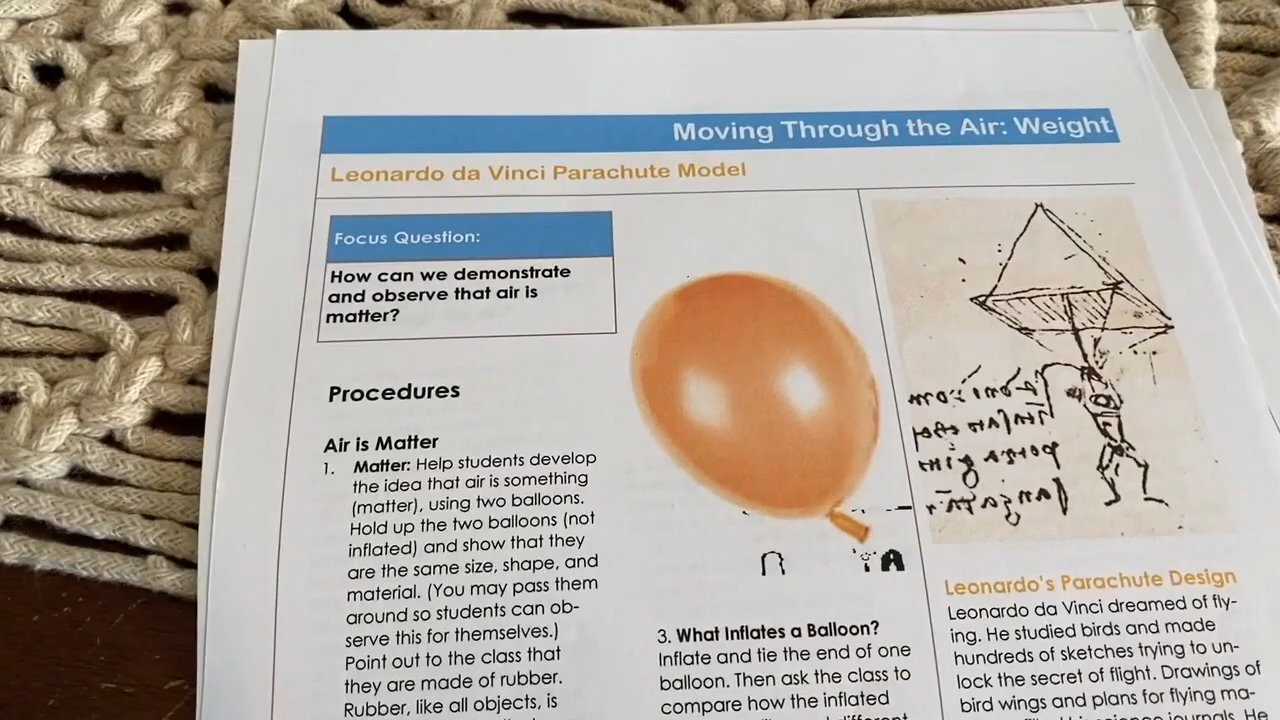 Moving Through the Air: Weight
Leonardo da Vinci Parachute Model
Focus Question:
How can we demonstrate
and observe that air is
matter?
Procedures
Air is Matter
1. Matter: Help students develop
the idea that air is something
(matter), using two balloons.
Hold up the two balloons (not
inflated) and show that they
are the same size, shape, and
material. (You may pass them
around so students can ob-
serve this for themselves.)
Point out to the class that
they are made of rubber.
Rubber, like all objects, is
3. What Inflates a Balloon?
Inflate and tie the end of one
balloon. Then ask the class to
compare how the inflated
Leonardo's Parachute Design
Leonardo da Vinci dreamed of fly-
ing. He studied birds and made
hundreds of sketches trying to un-
lock the secret of flight. Drawings of
bird wings and plans for flying ma-